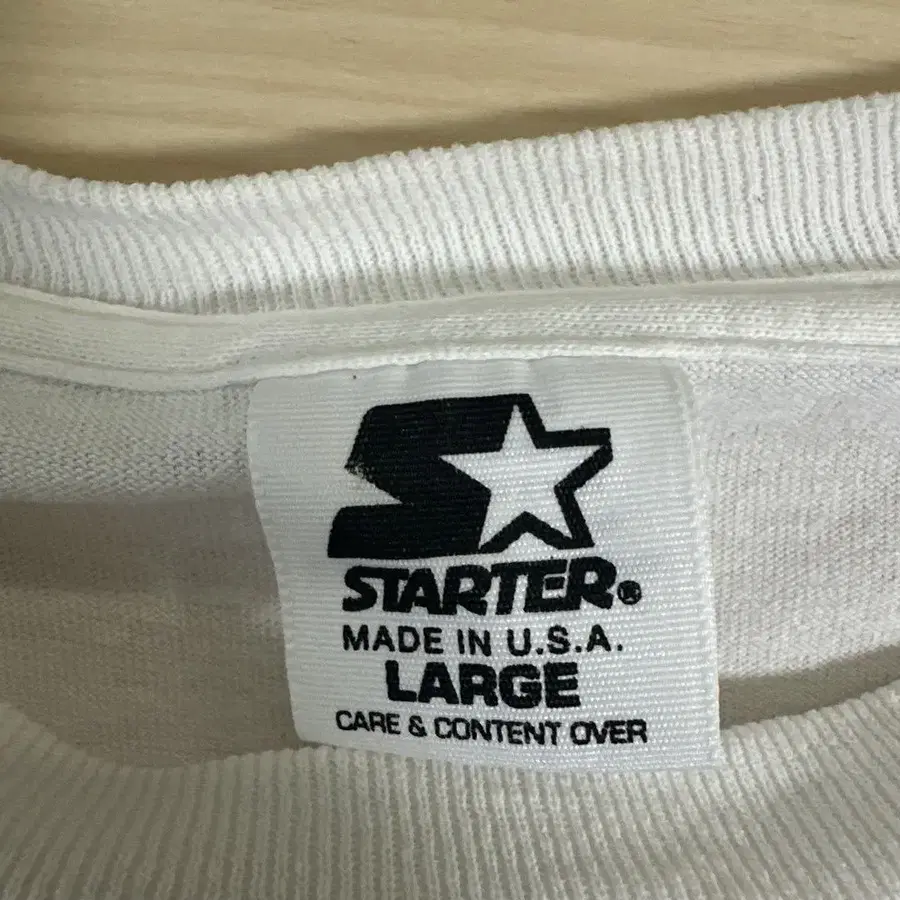 STARTER®
MADE IN U.S.A.
LARGE
CARE & CONTENT OVER